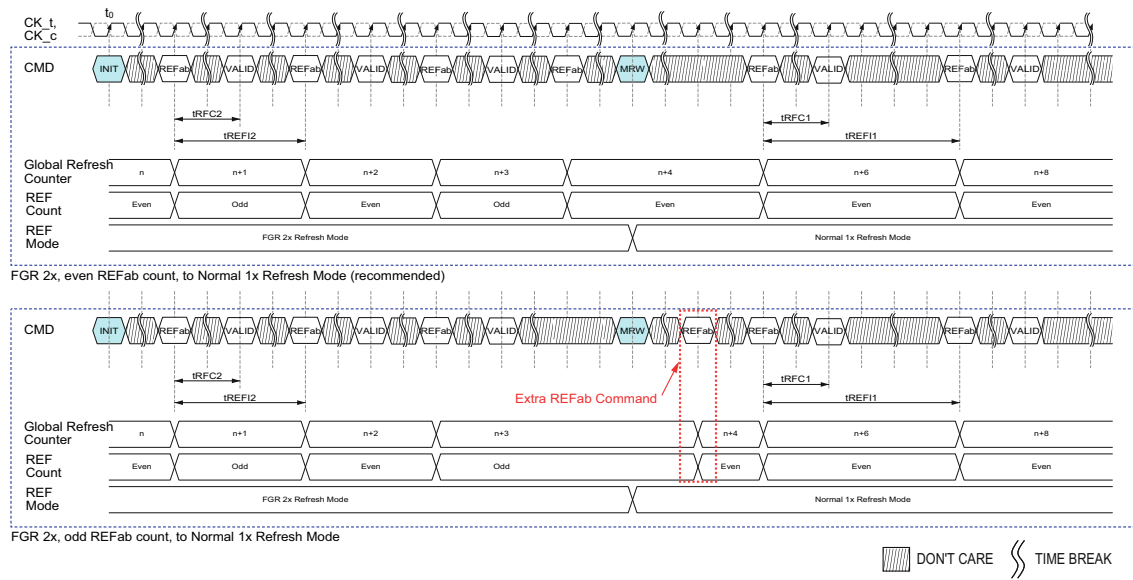 t0
CK_t,
CK_c
CMD INIT REFab VALID REFab VALID REFab VALID REFab MRW REFab VALID REFab VALID
tRFC2 tRFC1
tREFI2 tREFI1
Global Refresh
Counter n n+1 n+2 n+3 n+4 n+6 n+8
REF
Count Even Odd Even Odd Even Even Even
REF
Mode FGR 2x Refresh Mode Normal 1x Refresh Mode
FGR 2x, even REFab count, to Normal 1x Refresh Mode (recommended)
CMD INIT REFab VALID REFab VALID REFab VALID MRW REFab REFab VALID REFab VALID
tRFC2 tRFC1
Extra REFab Command
tREFI2 tREFI1
Global Refresh
Counter n n+1 n+2 n+3 n+4 n+6 n+8
REF
Count Even Odd Even Odd Even Even Even
REF
Mode FGR 2x Refresh Mode Normal 1x Refresh Mode
FGR 2x, odd REFab count, to Normal 1x Refresh Mode
DON'T CARE TIME BREAK